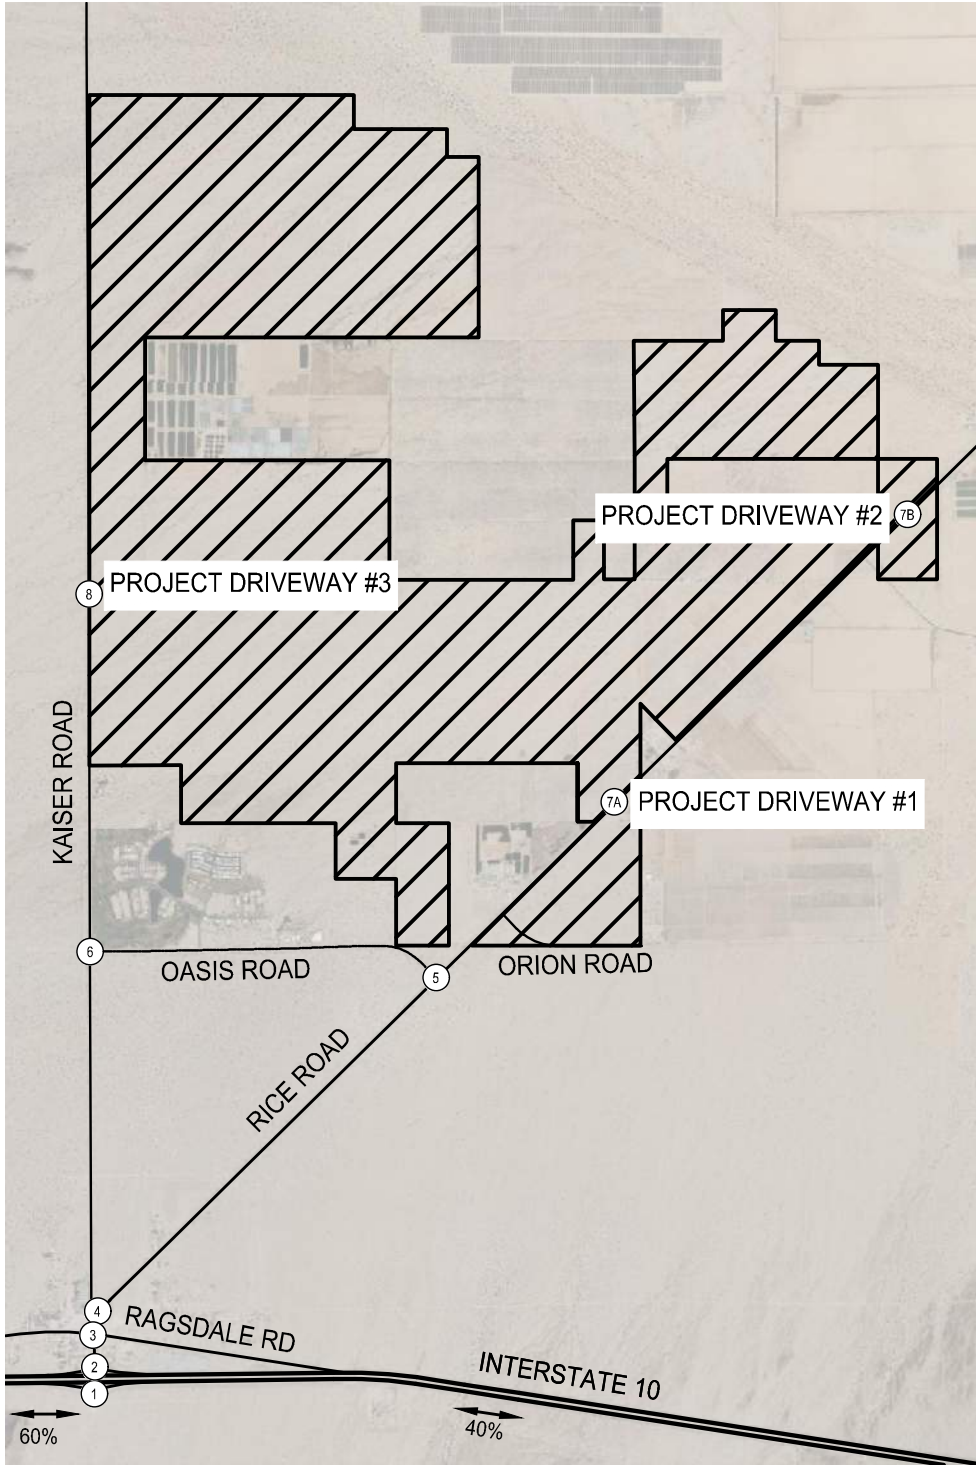 PROJECT DRIVEWAY #2
7B
PROJECT DRIVEWAY #3
8
KAISER ROAD
7A
PROJECT DRIVEWAY #1
6
OASIS ROAD
5
ORION ROAD
RICE ROAD
4
RAGSDALE RD
3
2
INTERSTATE 10
1
60%
40%